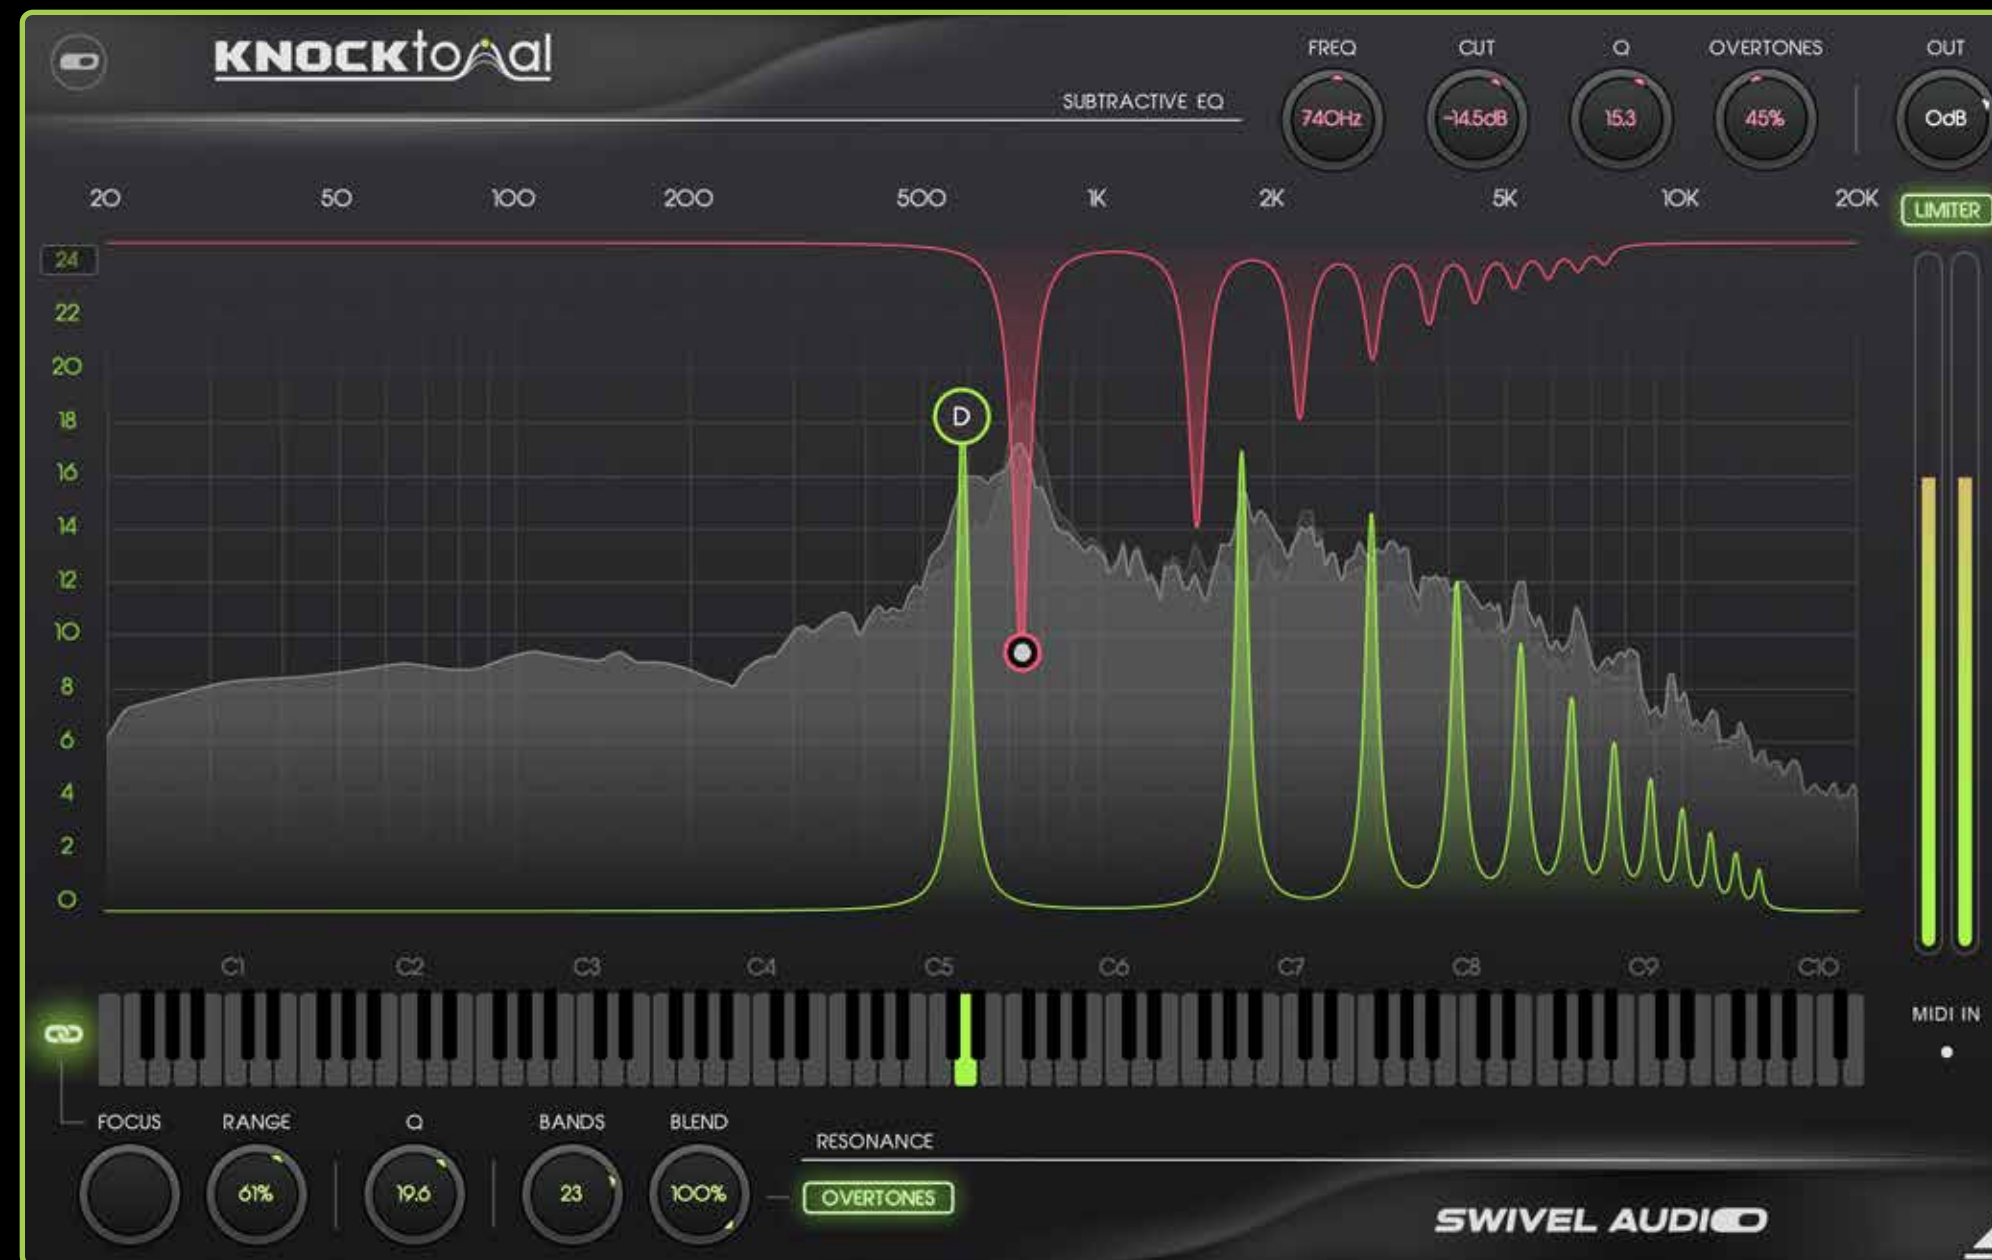 KNOCKtonal
FREQ CUT Q OVERTONES OUT
SUBTRACTIVE EQ
740Hz -14.5dB 15.3 45% 0dB
20 50 100 200 500 1K 2K 5K 10K 20K
LIMITER
24
22
20
18
D
16
14
12
10
8
6
4
2
0
C1 C2 C3 C4 C5 C6 C7 C8 C9 C10
MIDI IN
FOCUS RANGE Q BANDS BLEND
RESONANCE
61% 19.6 23 100%
OVERTONES
SWIVEL AUDIO